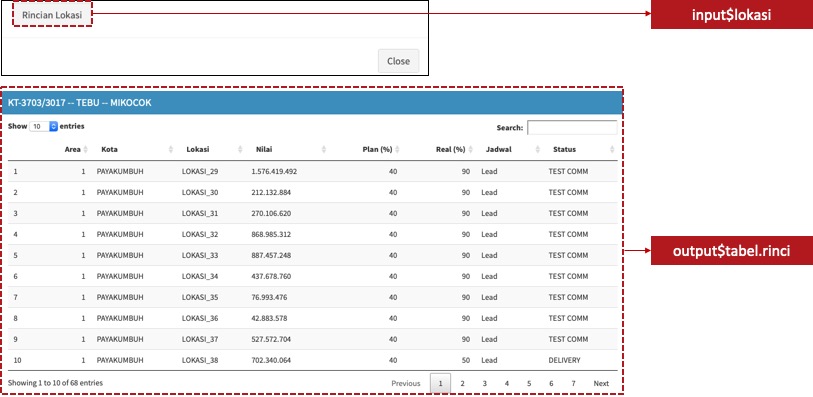 Rincian Lokasi
input$lokasi
Close
KT-3703/3017 -- TEBU -- MIKOCOK
Show 10 entries
Search:
Area Kota Lokasi Nilai Plan (%) Real (%) Jadwal Status
1 1 PAYAKUMBUH LOKASI_29 1.576.419.492 40 90 Lead TEST COMM
2 1 PAYAKUMBUH LOKASI_30 212.132.884 40 90 Lead TEST COMM
3 1 PAYAKUMBUH LOKASI_31 270.106.620 40 90 Lead TEST COMM
4 1 PAYAKUMBUH LOKASI_32 868.985.312 40 90 Lead TEST COMM
output$tabel.rinci
5 1 PAYAKUMBUH LOKASI_33 887.457.248 40 90 Lead TEST COMM
6 1 PAYAKUMBUH LOKASI_34 437.678.760 40 90 Lead TEST COMM
7 1 PAYAKUMBUH LOKASI_35 76.993.476 40 90 Lead TEST COMM
8 1 PAYAKUMBUH LOKASI_36 42.883.578 40 90 Lead TEST COMM
9 1 PAYAKUMBUH LOKASI_37 527.572.704 40 90 Lead TEST COMM
10 1 PAYAKUMBUH LOKASI_38 702.340.064 40 50 Lead DELIVERY
Showing 1 to 10 of 68 entries
Previous 1 2 3 4 5 6 7 Next